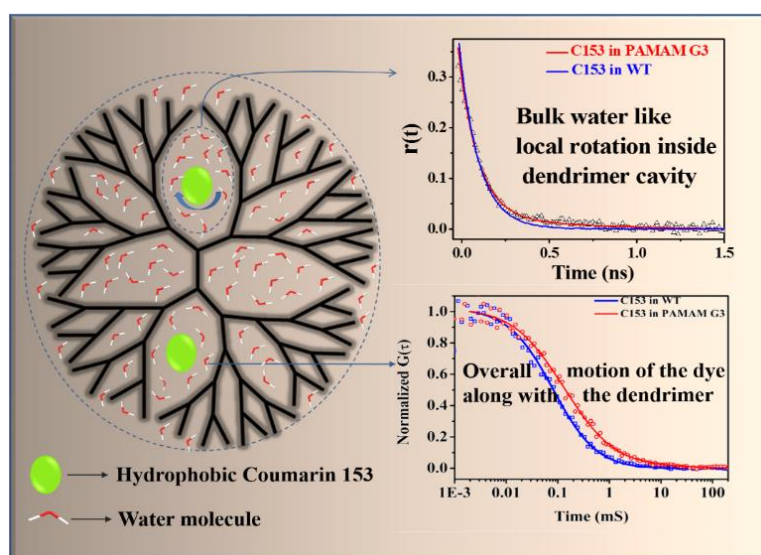 C153 in PAMAM G3
C153 in WT
Bulk water like
local rotation inside
dendrimer cavity
r(t)
0.3
0.2
0.1
0.0
0.0 0.5 1.0 1.5
Time (ns)
C153 in WT
C153 in PAMAM G3
Overall motion of the dye
along with the dendrimer
Normalized G(τ)
1.0
0.8
0.6
0.4
0.2
0.0
1E-3 0.01 0.1 1 10 100
Time (mS)
Hydrophobic Coumarin 153
Water molecule